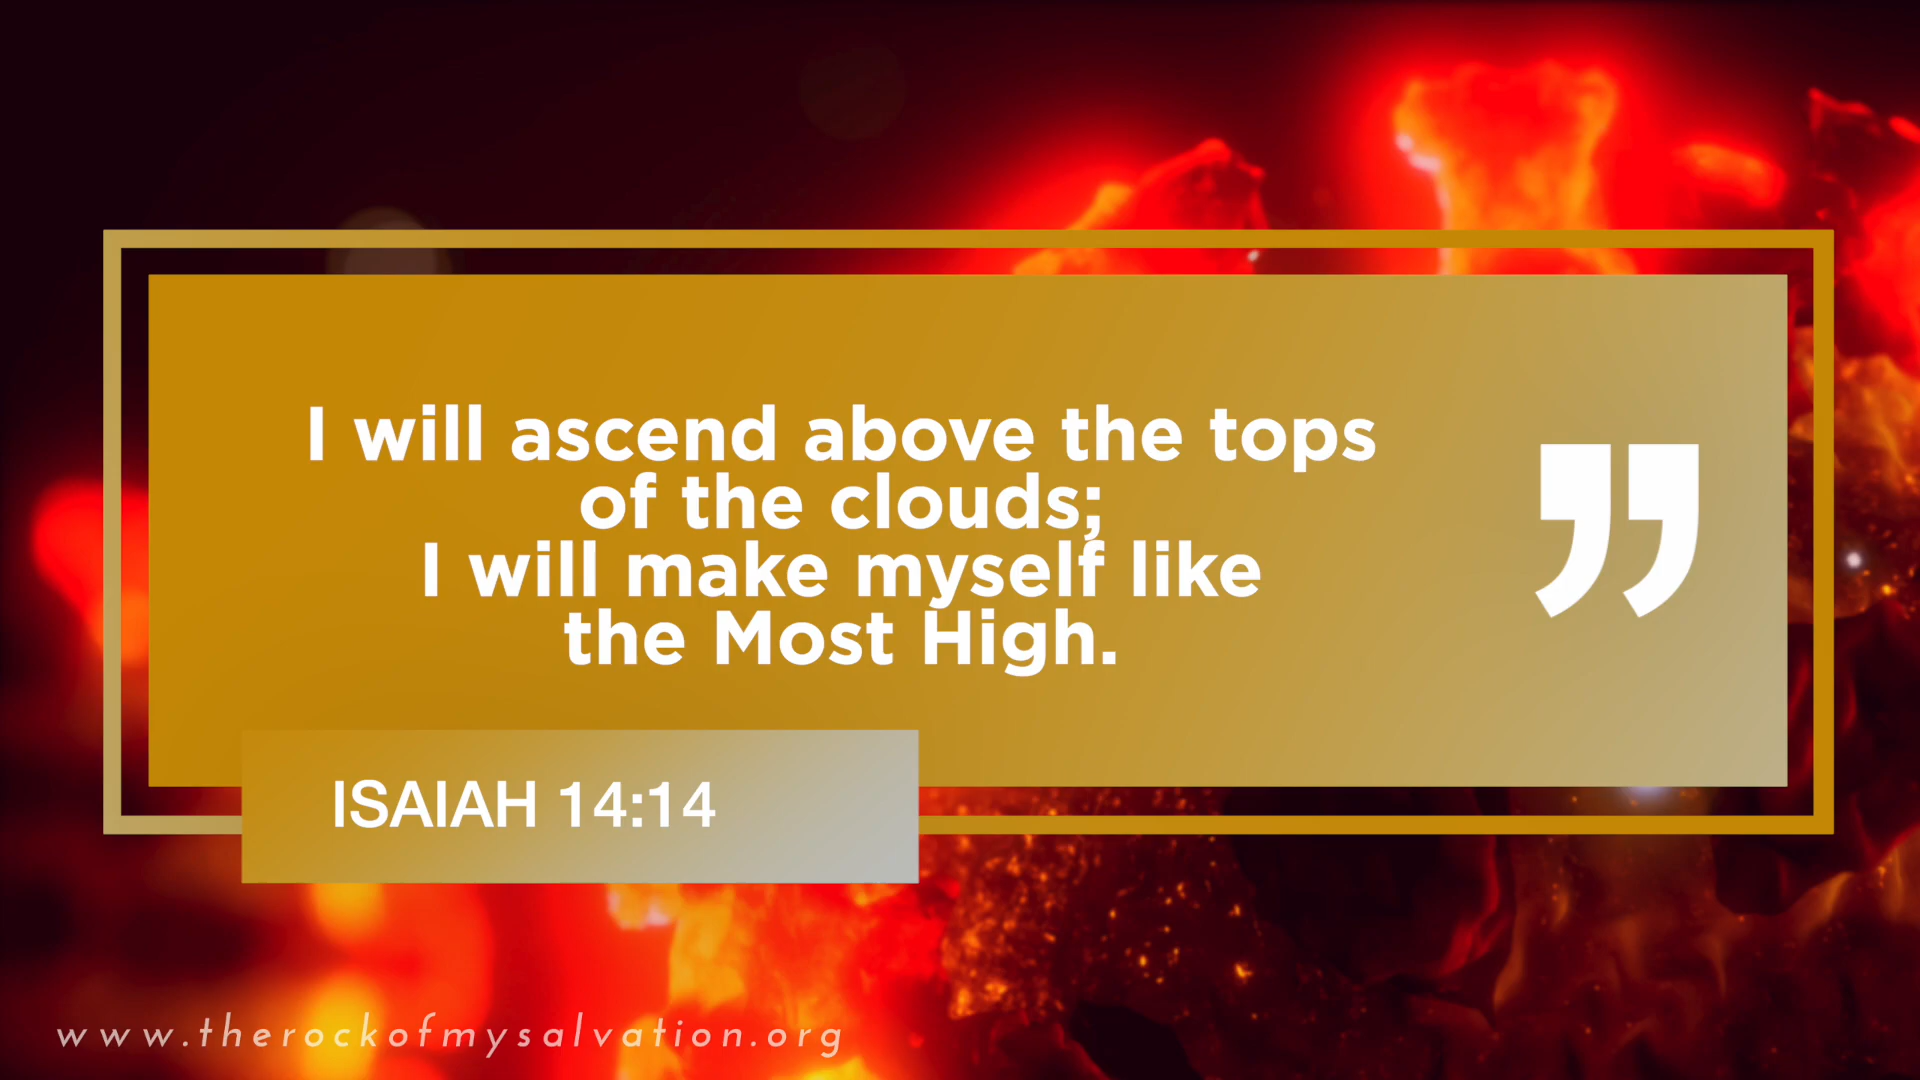 I will ascend above the tops
of the clouds;
I will make myself like
the Most High.
”
ISAIAH 14:14
www.therockofmysalvation.org